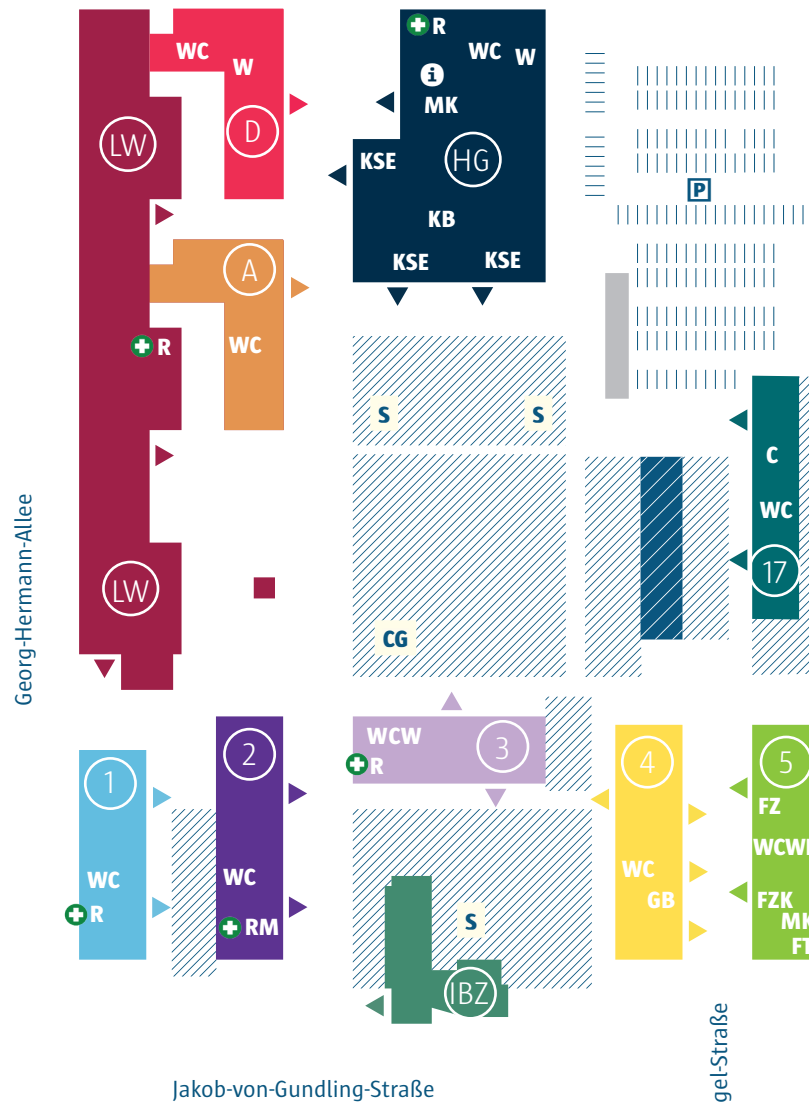 R
WC
W
WC
W
i
MK
LW
D
HG
KSE
KB
KSE
KSE
P
A
R
WC
S
S
C
WC
17
LW
CG
Georg-Hermann-Allee
1
2
WCW
R
3
4
5
FZ
WC
R
WC
RM
WC
GB
FZK
MK
S
IBZ
gel-Straße
Jakob-von-Gundling-Straße